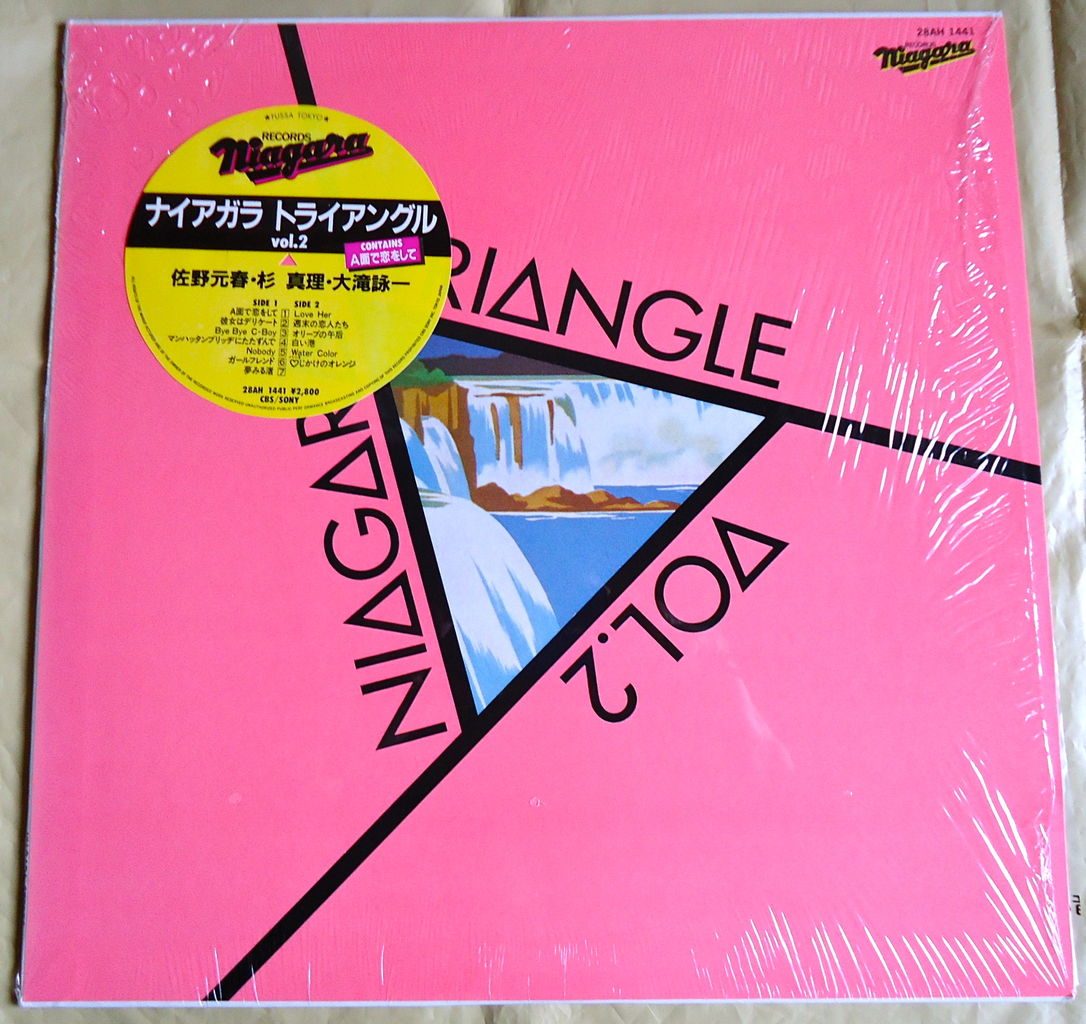 28AH 1441
RECORDS
Niagara
★YUSSA TOKYO★
RECORDS
Niagara
ナイアガラ トライアングル
vol.2
CONTAINS
A面で恋をして
佐野元春・杉 真理・大滝詠一
SIDE 1 SIDE 2
A面で恋をして 1 Love Her
彼女はデリケート 2 週末の恋人たち
Bye Bye C-Boy 3 オリーブの午后
マンハッタンブリッヂにたたずんで 4 白い港
Nobody 5 Water Color
ガールフレンド 6 ♡じかけのオレンジ
夢みる渚 7
28AH 1441 ¥2,800
CBS/SONY
NIAGAR
RIANGLE
VOL.2